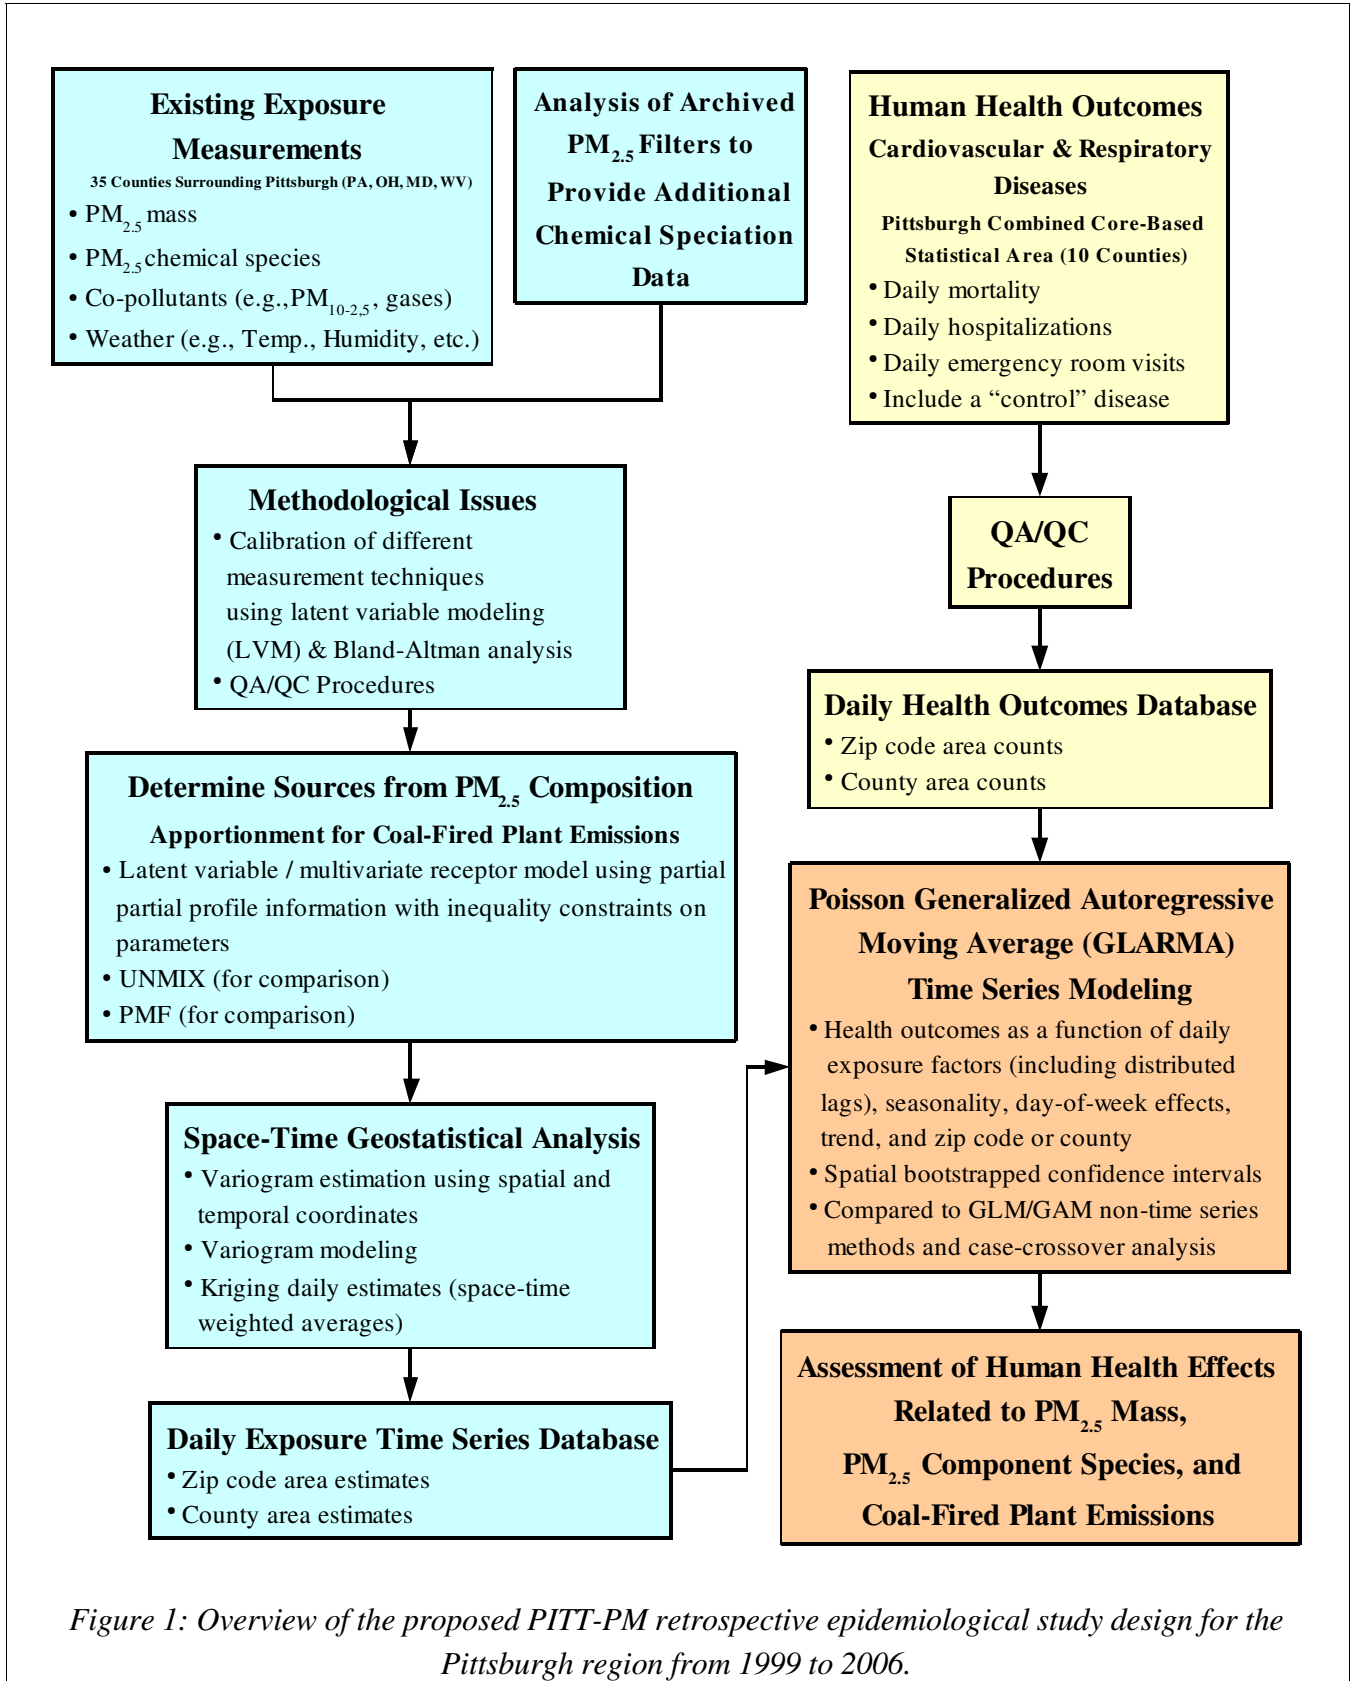 Existing Exposure
Measurements
35 Counties Surrounding Pittsburgh (PA, OH, MD, WV)
• PM2.5 mass
• PM2.5 chemical species
• Co-pollutants (e.g.,PM10-2,5, gases)
• Weather (e.g., Temp., Humidity, etc.)
Analysis of Archived
PM2.5 Filters to
Provide Additional
Chemical Speciation
Data
Human Health Outcomes
Cardiovascular & Respiratory
Diseases
Pittsburgh Combined Core-Based
Statistical Area (10 Counties)
• Daily mortality
• Daily hospitalizations
• Daily emergency room visits
• Include a “control” disease
Methodological Issues
• Calibration of different
measurement techniques
using latent variable modeling
(LVM) & Bland-Altman analysis
• QA/QC Procedures
QA/QC
Procedures
Daily Health Outcomes Database
• Zip code area counts
• County area counts
Determine Sources from PM2.5 Composition
Apportionment for Coal-Fired Plant Emissions
• Latent variable / multivariate receptor model using partial
partial profile information with inequality constraints on
parameters
• UNMIX (for comparison)
• PMF (for comparison)
Poisson Generalized Autoregressive
Moving Average (GLARMA)
Time Series Modeling
• Health outcomes as a function of daily
exposure factors (including distributed
lags), seasonality, day-of-week effects,
trend, and zip code or county
• Spatial bootstrapped confidence intervals
• Compared to GLM/GAM non-time series
methods and case-crossover analysis
Space-Time Geostatistical Analysis
• Variogram estimation using spatial and
temporal coordinates
• Variogram modeling
• Kriging daily estimates (space-time
weighted averages)
Daily Exposure Time Series Database
• Zip code area estimates
• County area estimates
Assessment of Human Health Effects
Related to PM2.5 Mass,
PM2.5 Component Species, and
Coal-Fired Plant Emissions
Figure 1: Overview of the proposed PITT-PM retrospective epidemiological study design for the
Pittsburgh region from 1999 to 2006.